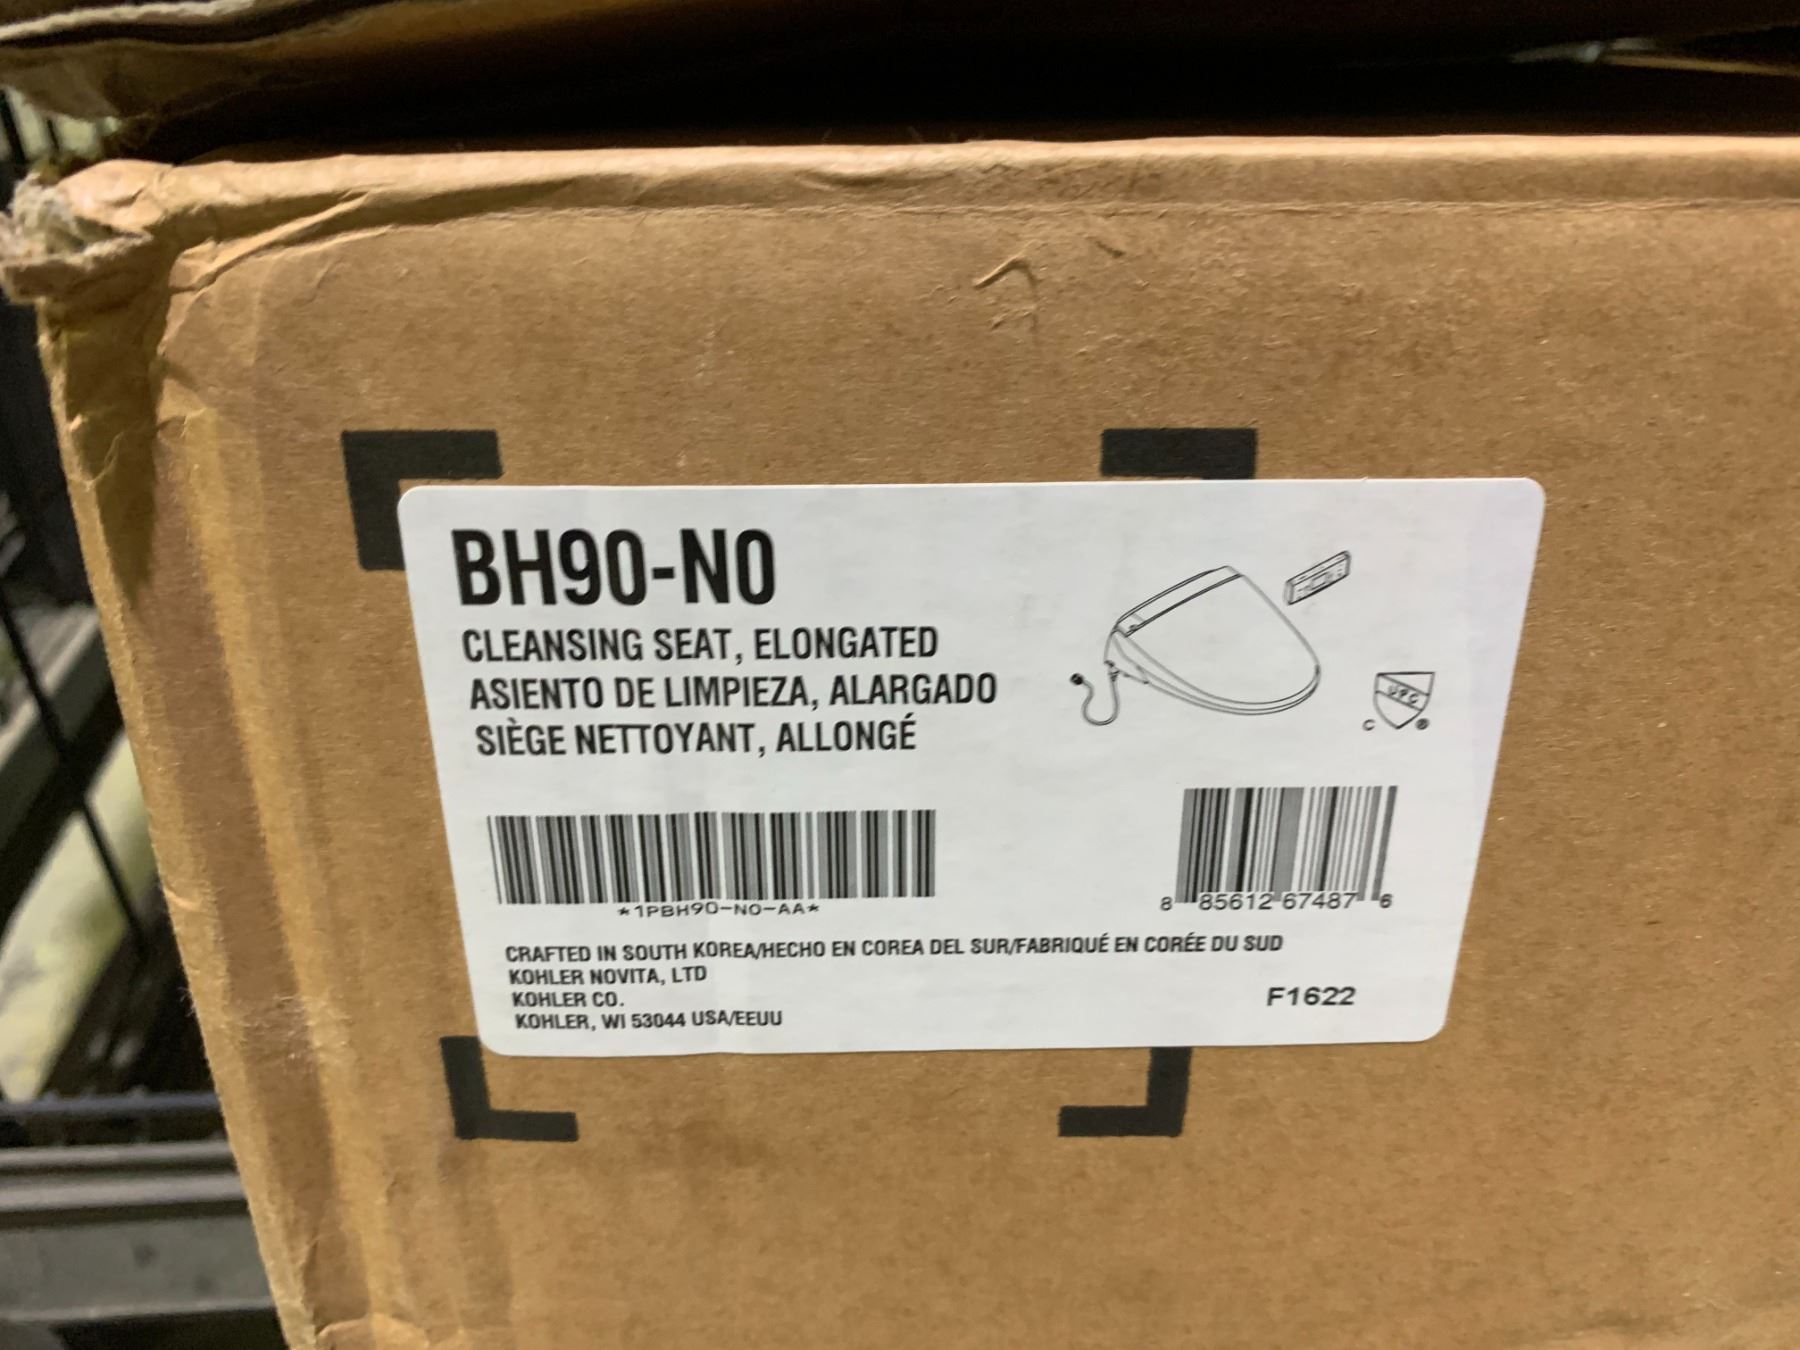 BH90-N0
CLEANSING SEAT, ELONGATED
ASIENTO DE LIMPIEZA, ALARGADO
SIÈGE NETTOYANT, ALLONGÉ
UPC
C ®
*1PBH90-N0-AA*
8 85612 67487 6
CRAFTED IN SOUTH KOREA/HECHO EN COREA DEL SUR/FABRIQUÉ EN CORÉE DU SUD
KOHLER NOVITA, LTD
KOHLER CO.
KOHLER, WI 53044 USA/EEUU
F1622